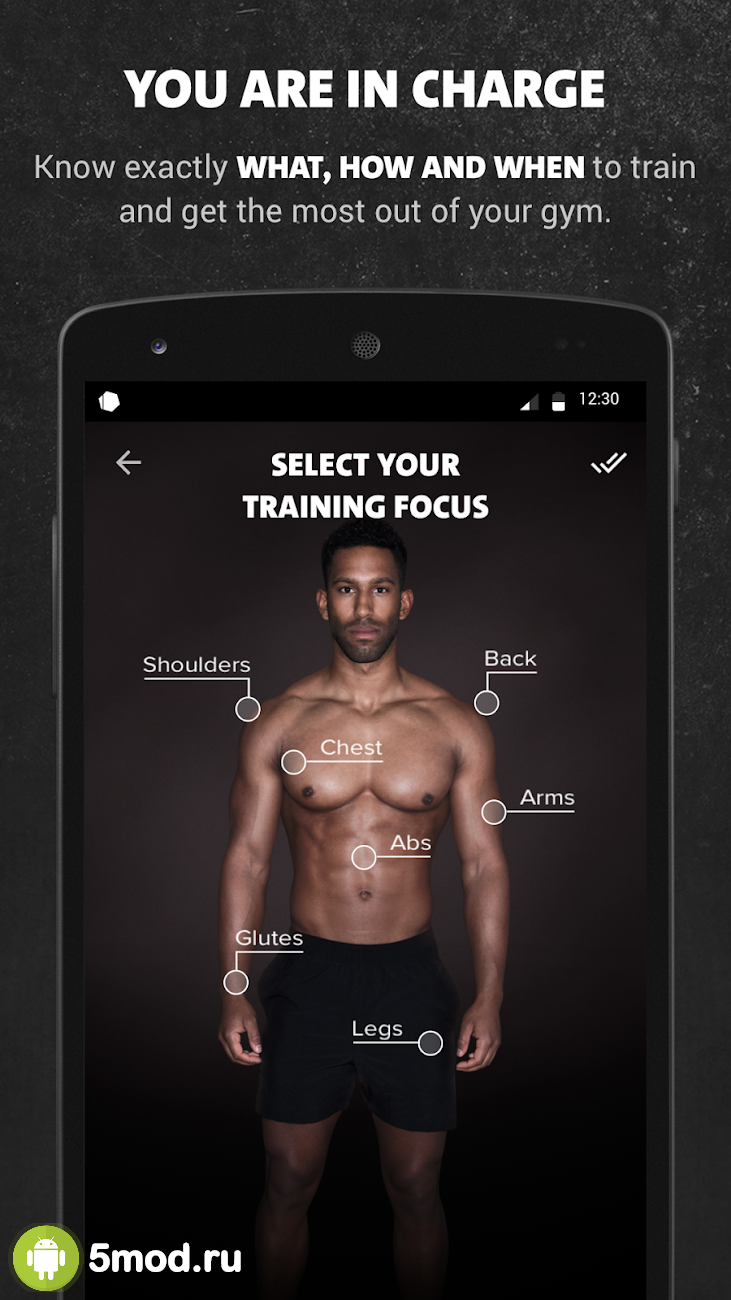 YOU ARE IN CHARGE
Know exactly WHAT, HOW AND WHEN to train
and get the most out of your gym.
12:30
SELECT YOUR
TRAINING FOCUS
Shoulders
Back
Chest
Arms
Abs
Glutes
Legs
5mod.ru